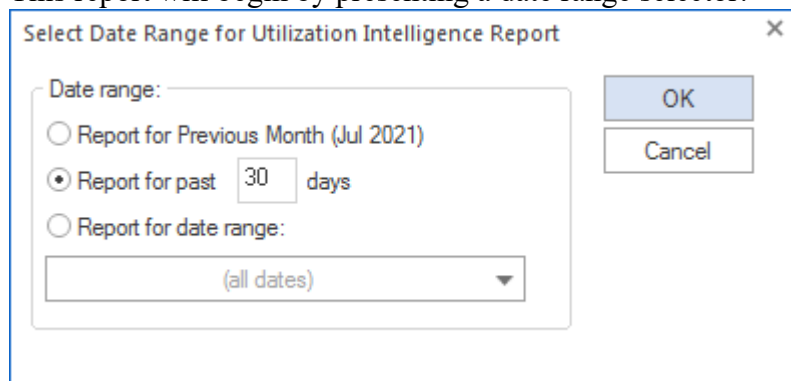 This report will begin by presenting a date range selector.
Select Date Range for Utilization Intelligence Report
Date range:
OK
Report for Previous Month (Jul 2021)
Cancel
Report for past 30 days
Report for date range:
(all dates)